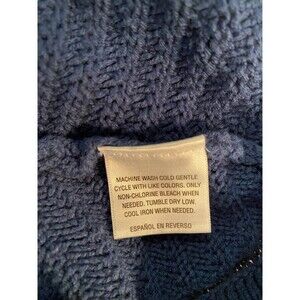 MACHINE WASH COLD GENTLE
CYCLE WITH LIKE COLORS. ONLY
NON-CHLORINE BLEACH WHEN
NEEDED. TUMBLE DRY LOW.
COOL IRON WHEN NEEDED.
ESPAÑOL EN REVERSO